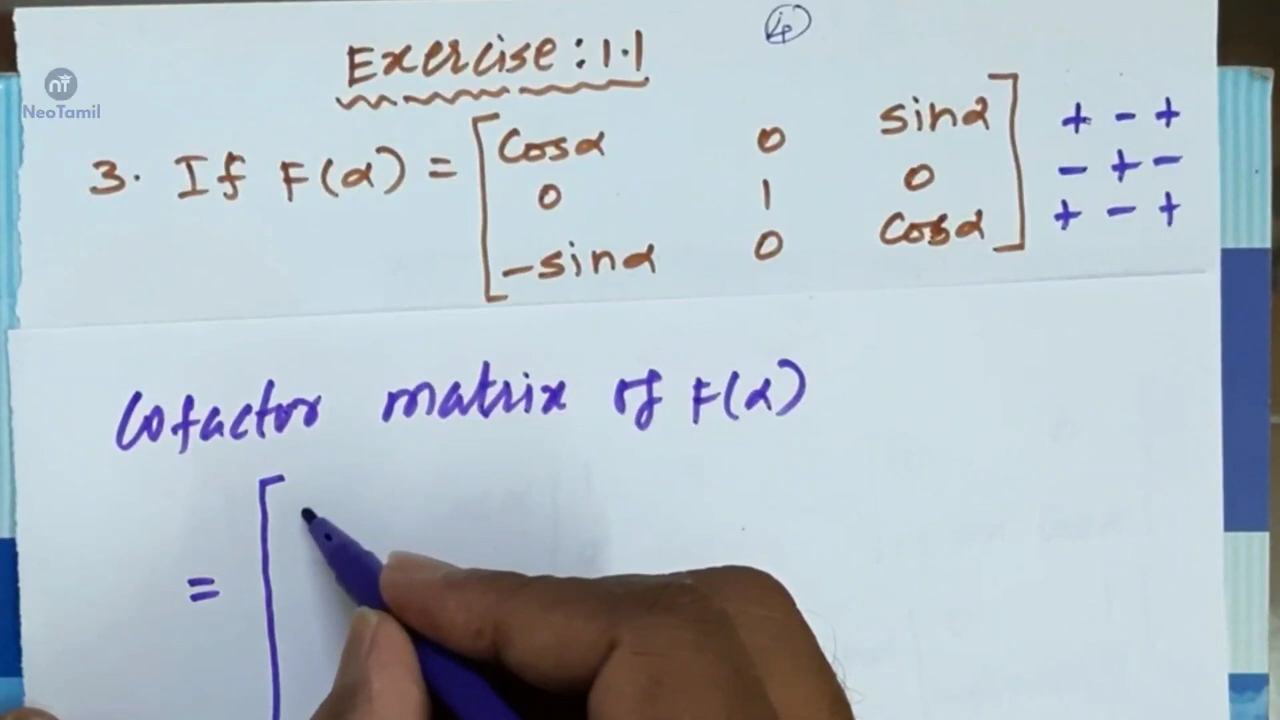 4
Exercise: 1.1
NT
NeoTamil
3. If F(α) = [ Cosα 0 sinα ] + - +
0 1 0 - + -
-sinα 0 Cosα + - +
Cofactor matrix of F(α)
= [